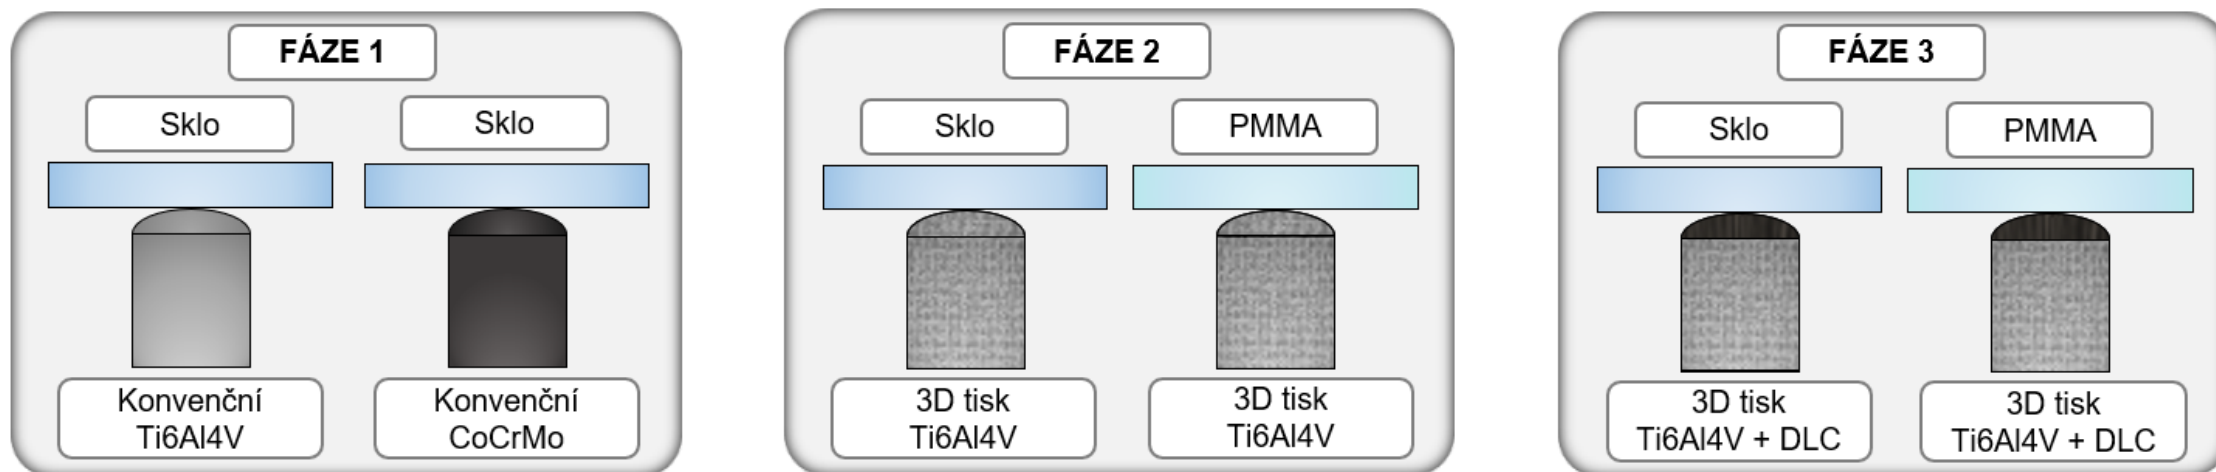 FÁZE 1
Sklo
Sklo
Konvenční
Ti6Al4V
Konvenční
CoCrMo
FÁZE 2
Sklo
PMMA
3D tisk
Ti6Al4V
3D tisk
Ti6Al4V
FÁZE 3
Sklo
PMMA
3D tisk
Ti6Al4V + DLC
3D tisk
Ti6Al4V + DLC